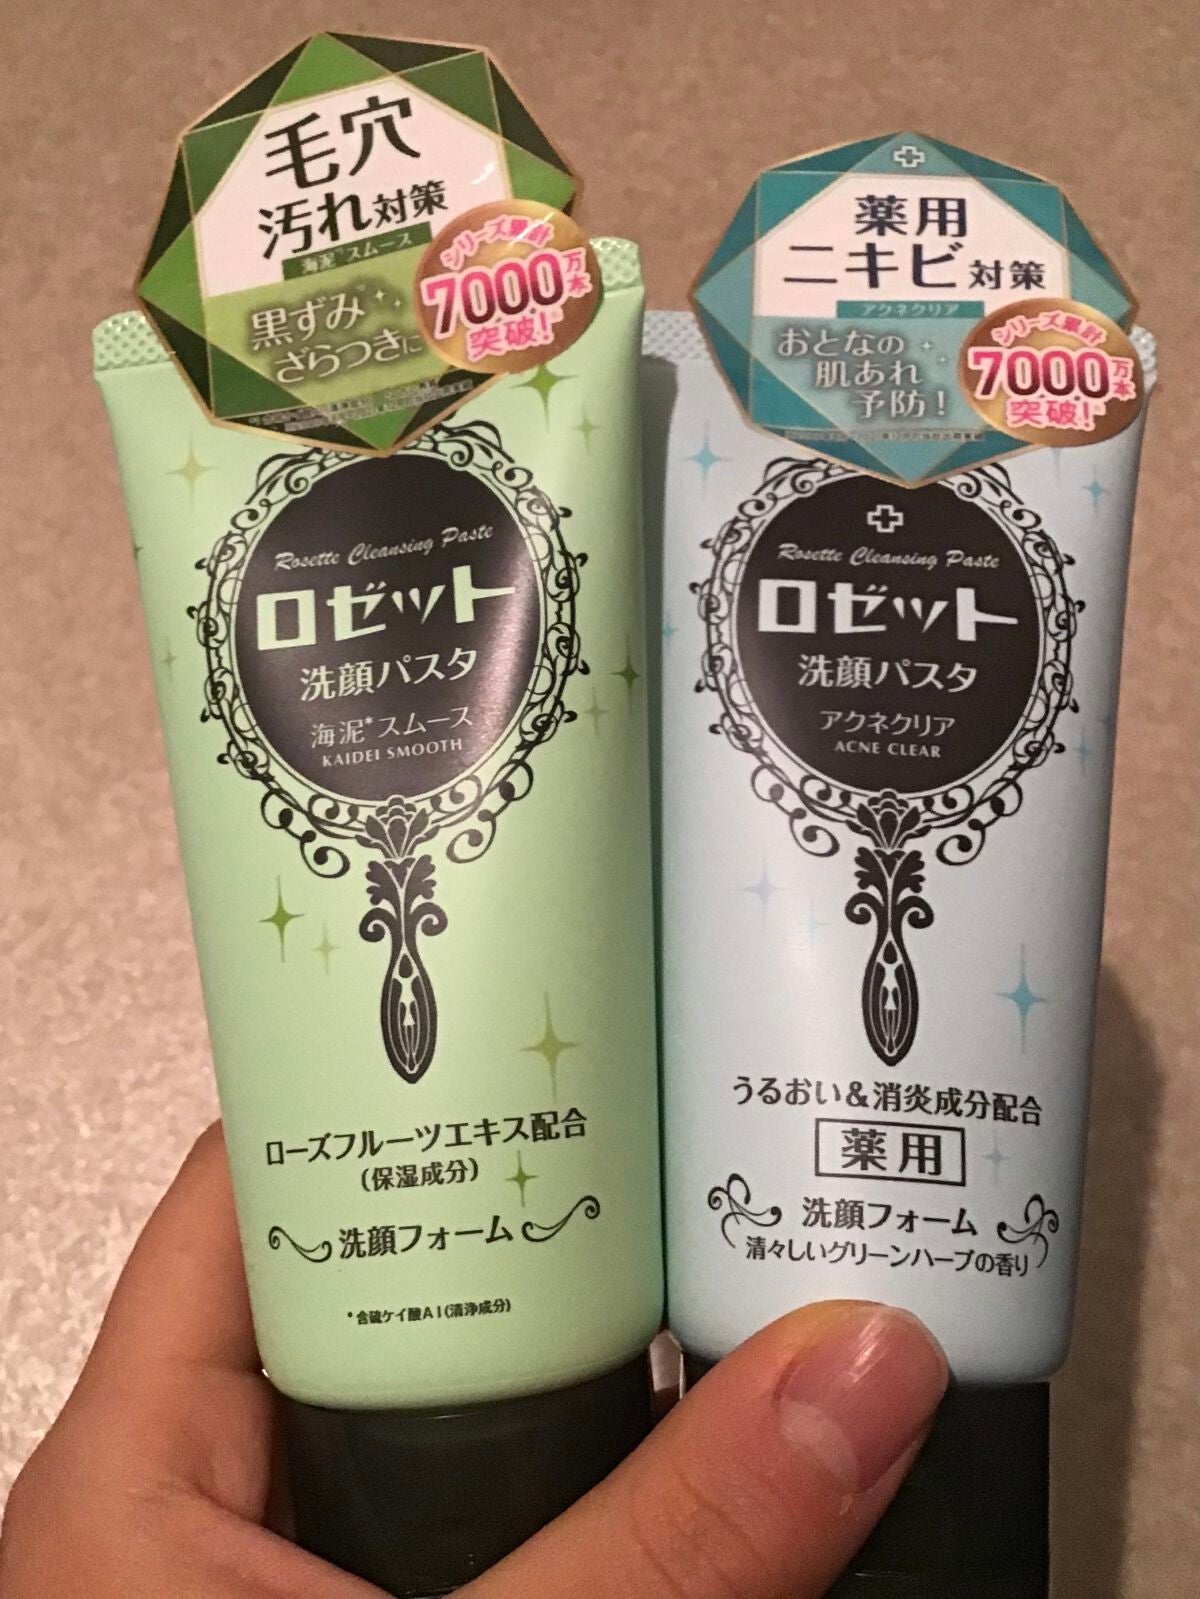 毛穴
汚れ対策
海泥*スムース
黒ずみ
ざらつきに
シリーズ累計
7000万本
突破!
Rosette Cleansing Paste
ロゼット
洗顔パスタ
海泥*スムース
KAIDEI SMOOTH
ローズフルーツエキス配合
(保湿成分)
洗顔フォーム
*含硫ケイ酸Al(清浄成分)
薬用
ニキビ対策
アクネクリア
おとなの
肌あれ
予防!
シリーズ累計
7000万本
突破!
Rosette Cleansing Paste
ロゼット
洗顔パスタ
アクネクリア
ACNE CLEAR
うるおい&消炎成分配合
薬用
洗顔フォーム
清々しいグリーンハーブの香り